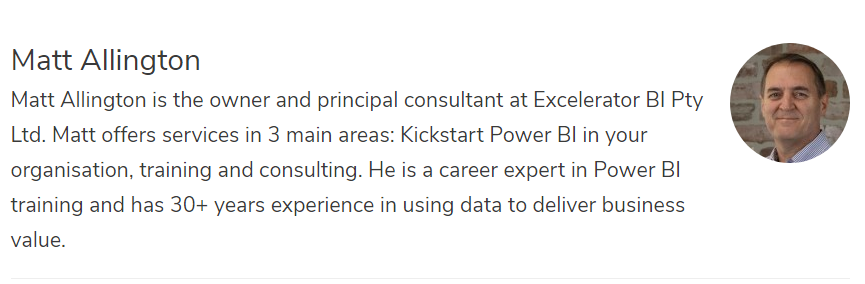 Matt Allington
Matt Allington is the owner and principal consultant at Excelerator BI Pty
Ltd. Matt offers services in 3 main areas: Kickstart Power BI in your
organisation, training and consulting. He is a career expert in Power BI
training and has 30+ years experience in using data to deliver business
value.